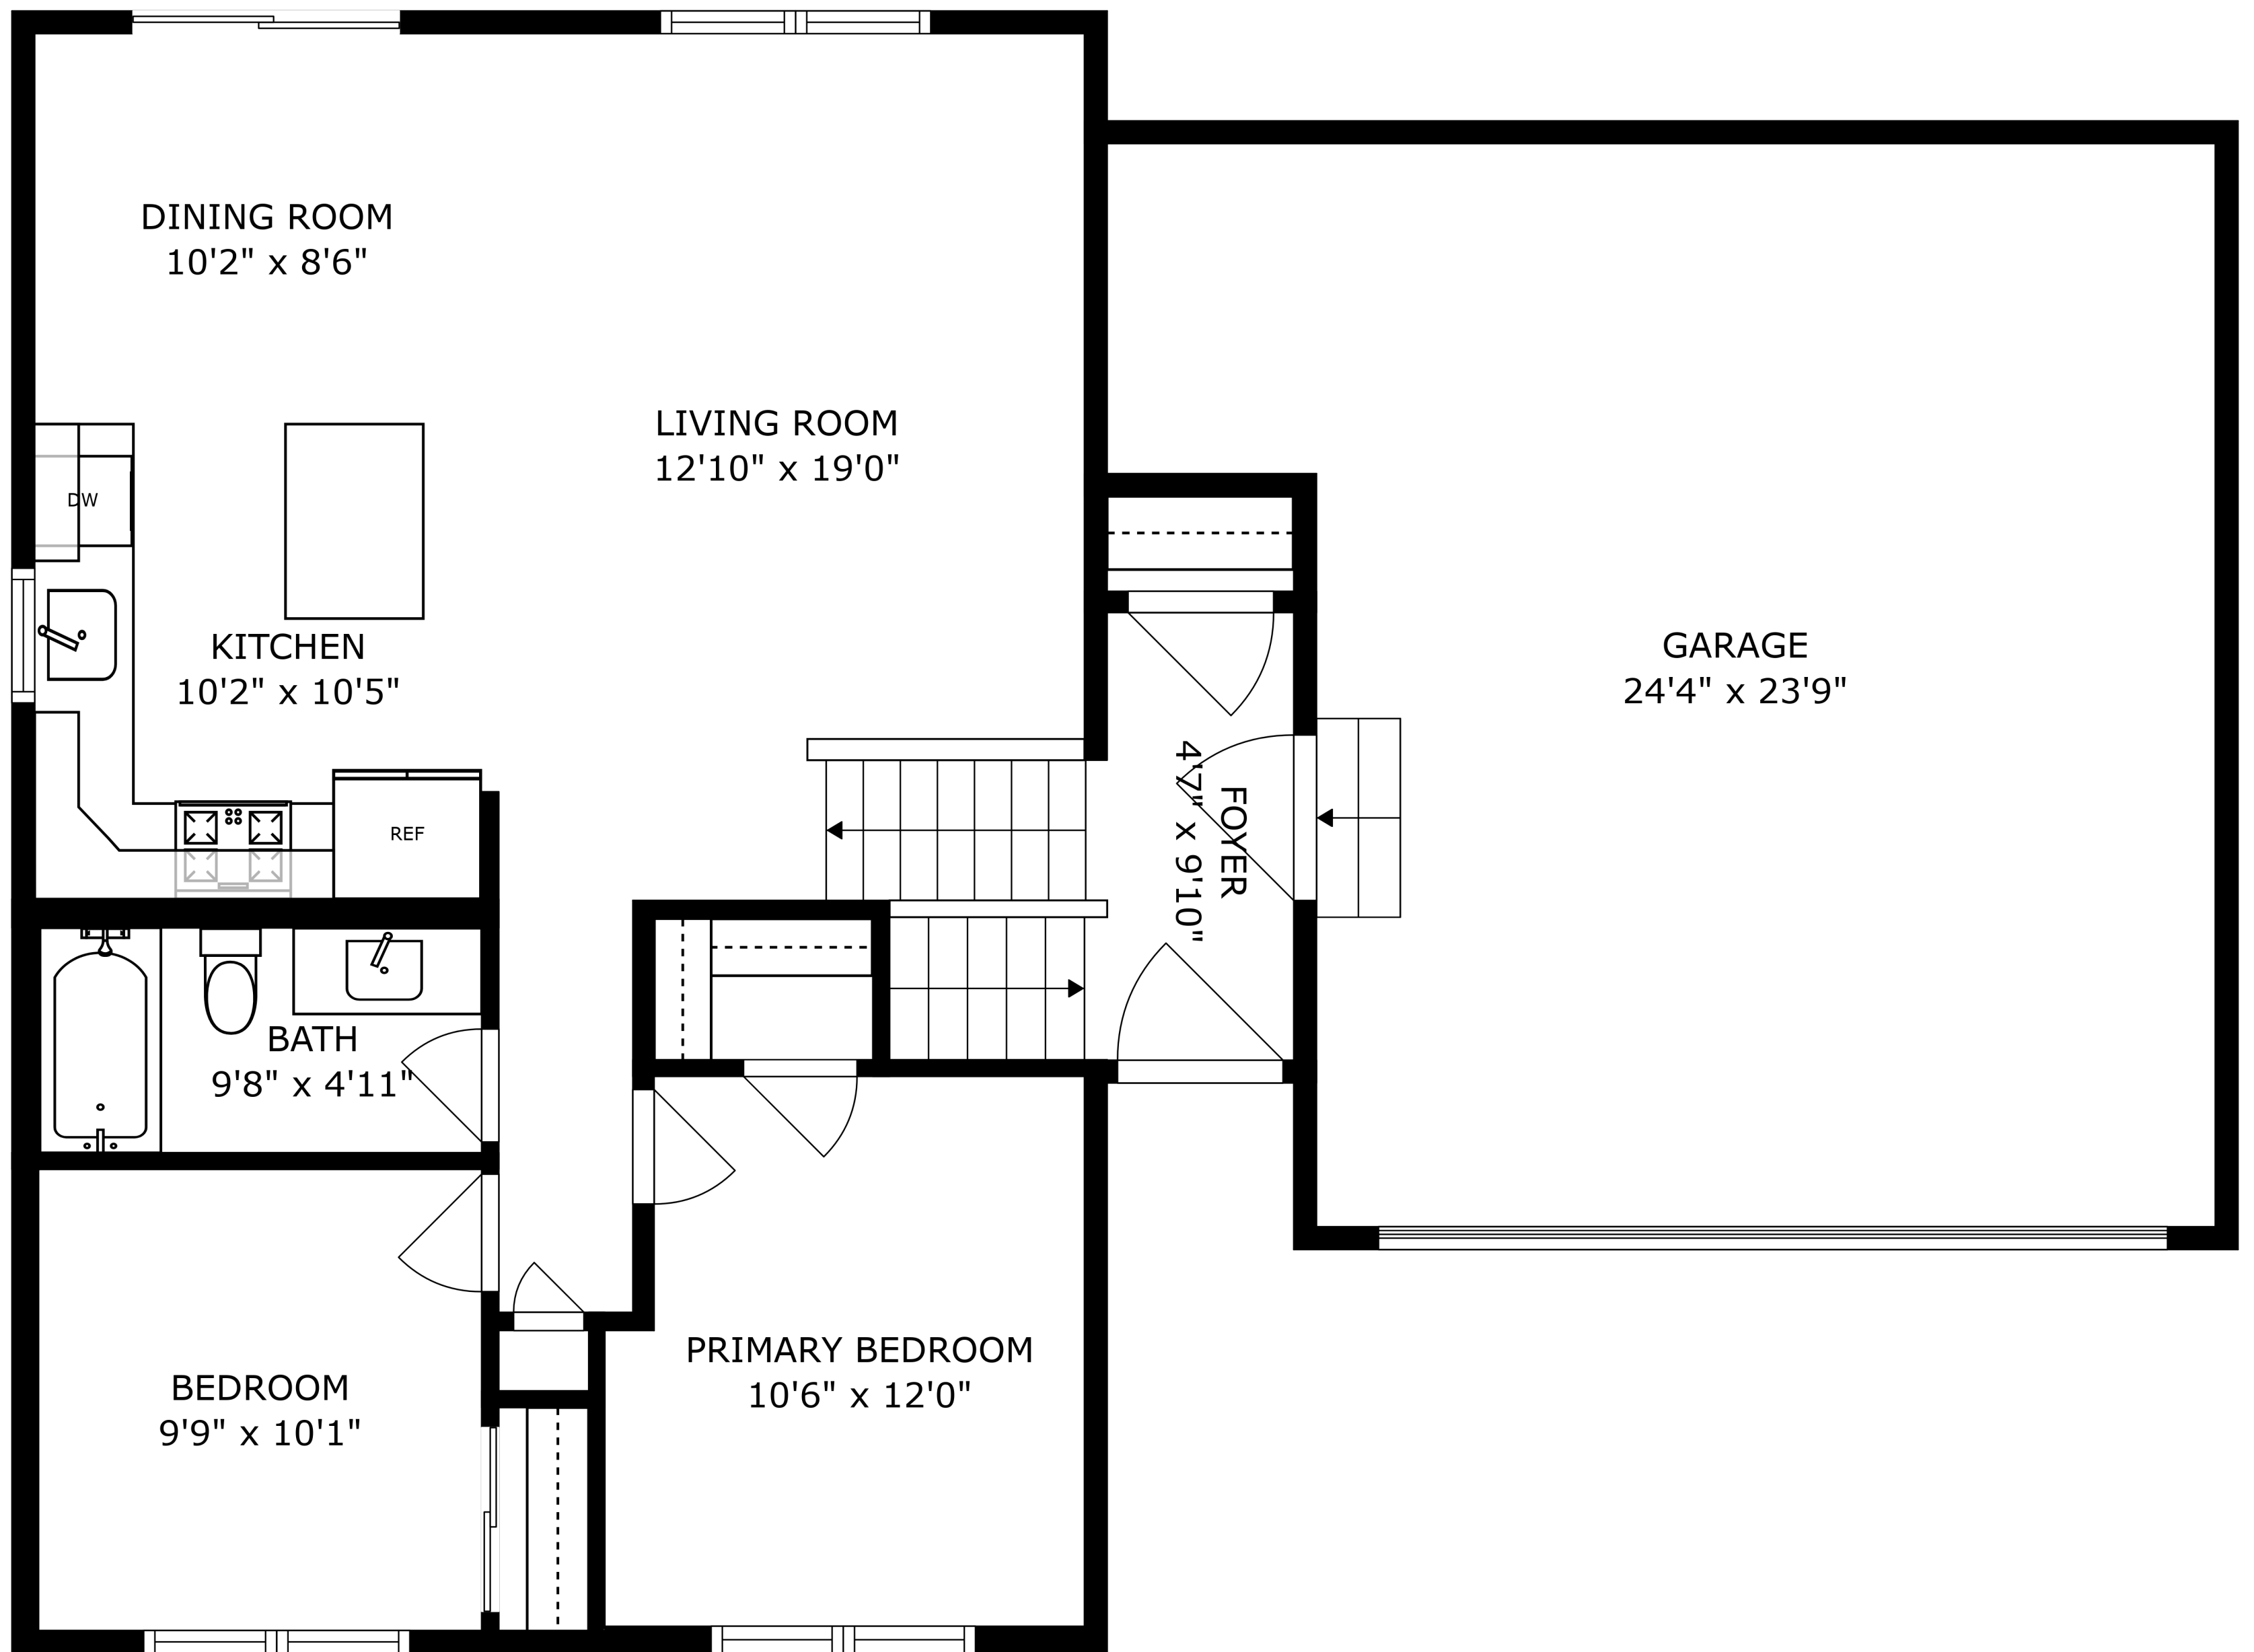 DINING ROOM
10'2" x 8'6"
LIVING ROOM
12'10" x 19'0"
DW
KITCHEN
10'2" x 10'5"
GARAGE
24'4" x 23'9"
REF
FOYER
4'7" x 9'10"
BATH
9'8" x 4'11"
PRIMARY BEDROOM
10'6" x 12'0"
BEDROOM
9'9" x 10'1"